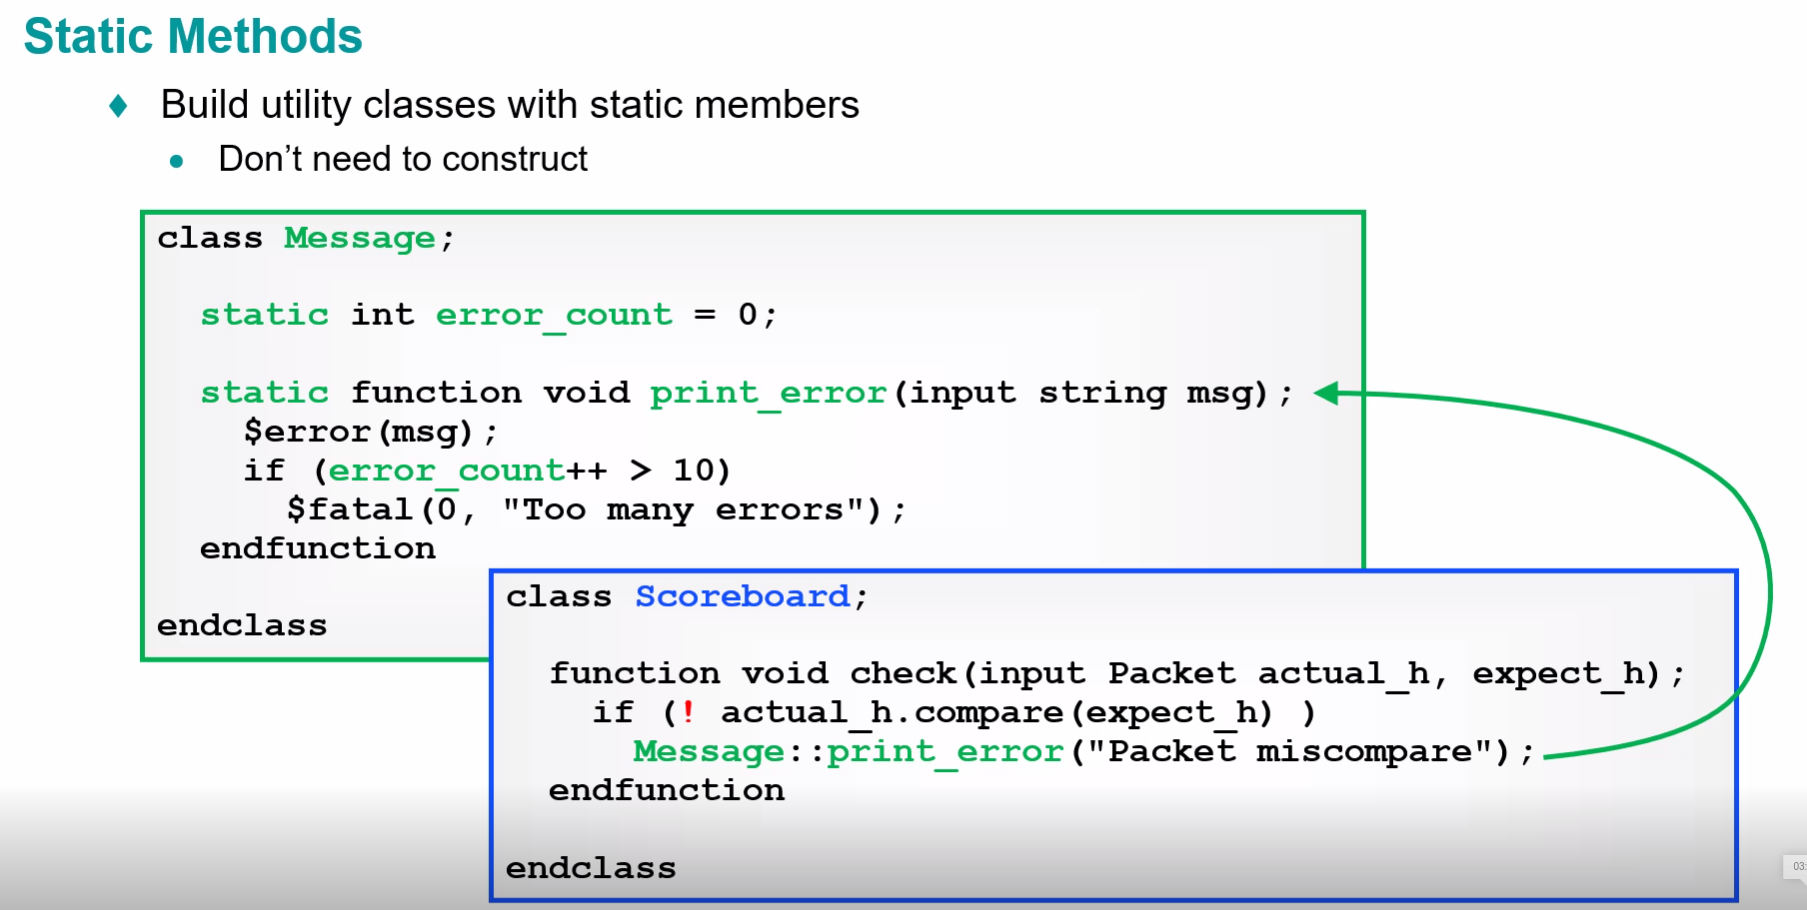 Static Methods
Build utility classes with static members
Don’t need to construct
class Message;
static int error_count = 0;
static function void print_error(input string msg);
$error(msg);
if (error_count++ > 10)
$fatal(0, "Too many errors");
endfunction
endclass
class Scoreboard;
function void check(input Packet actual_h, expect_h);
if (! actual_h.compare(expect_h) )
Message::print_error("Packet miscompare");
endfunction
endclass
03: